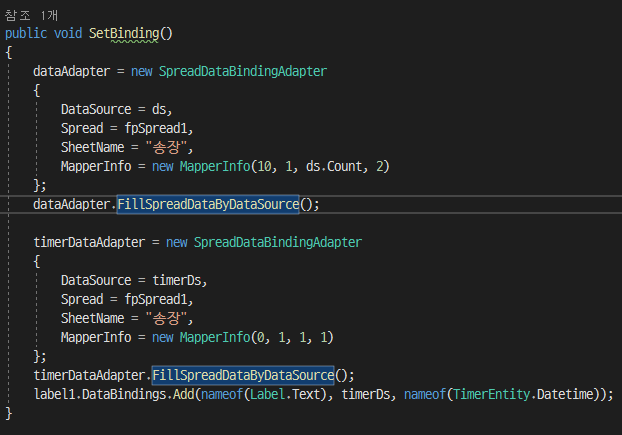 참조 1개
public void SetBinding()
{
dataAdapter = new SpreadDataBindingAdapter
{
DataSource = ds,
Spread = fpSpread1,
SheetName = "송장",
MapperInfo = new MapperInfo(10, 1, ds.Count, 2)
};
dataAdapter.FillSpreadDataByDataSource();
timerDataAdapter = new SpreadDataBindingAdapter
{
DataSource = timerDs,
Spread = fpSpread1,
SheetName = "송장",
MapperInfo = new MapperInfo(0, 1, 1, 1)
};
timerDataAdapter.FillSpreadDataByDataSource();
label1.DataBindings.Add(nameof(Label.Text), timerDs, nameof(TimerEntity.Datetime));
}